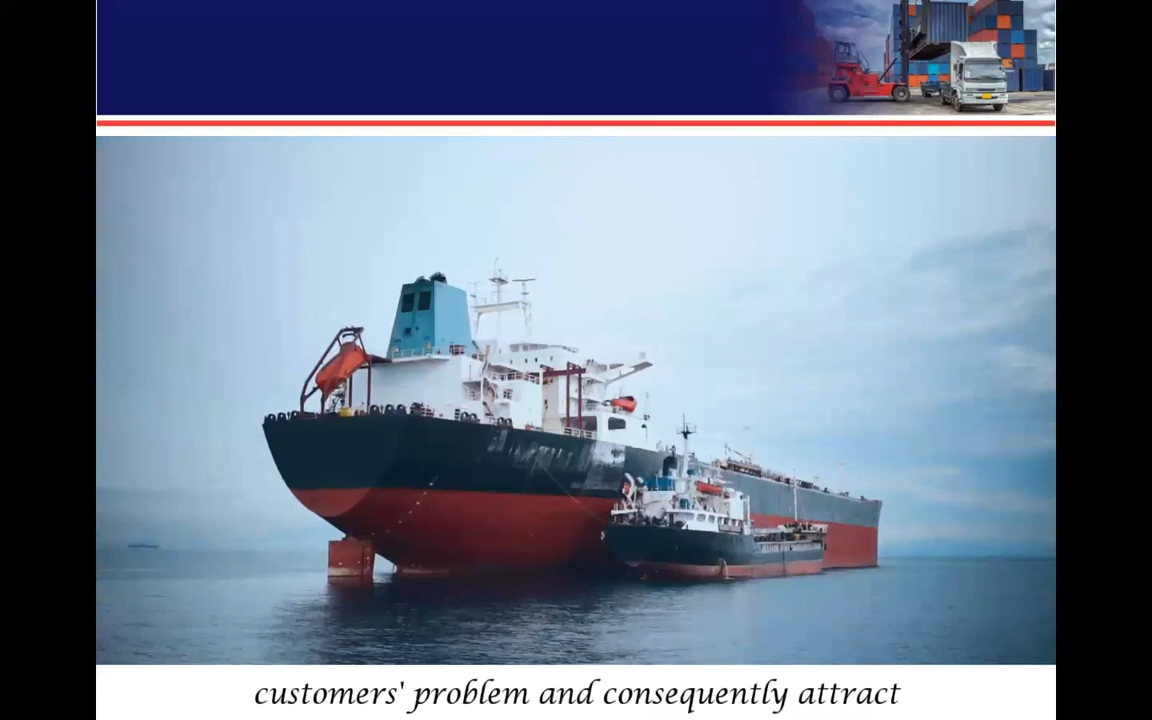 customers' problem and consequently attract